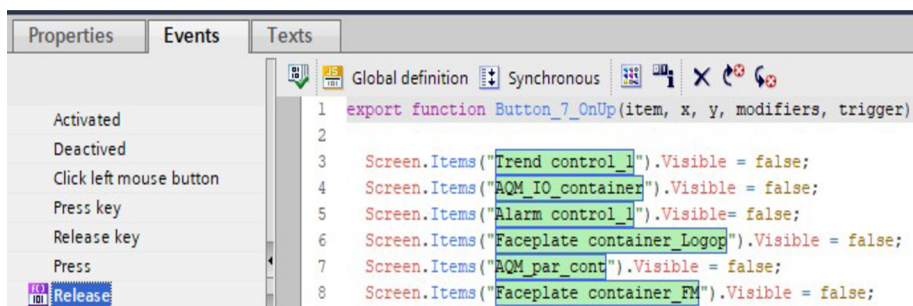 Properties Events Texts
Global definition Synchronous
Activated
Deactived
Click left mouse button
Press key
Release key
Press
Release
1 export function Button_7_OnUp(item, x, y, modifiers, trigger)
2
3 Screen.Items("Trend control_1").Visible = false;
4 Screen.Items("AQM_IO_container").Visible = false;
5 Screen.Items("Alarm control_1").Visible= false;
6 Screen.Items("Faceplate container_Logop").Visible = false;
7 Screen.Items("AQM_par_cont").Visible = false;
8 Screen.Items("Faceplate container_FM").Visible = false;